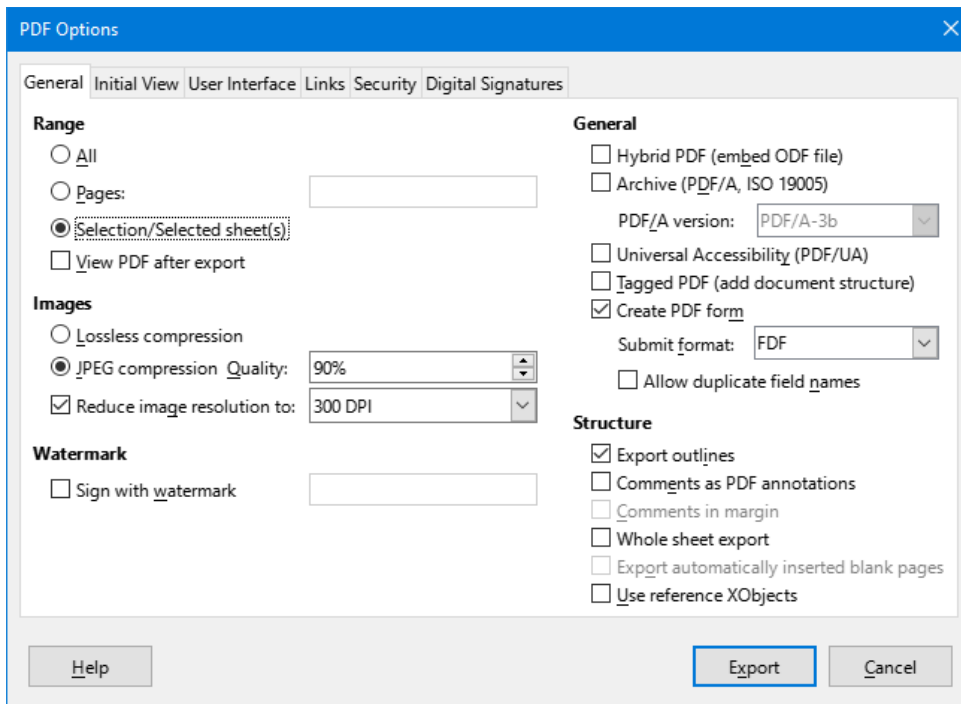 PDF Options
General
Initial View
User Interface
Links
Security
Digital Signatures
Range
All
Pages:
Selection/Selected sheet(s)
View PDF after export
Images
Lossless compression
JPEG compression Quality: 90%
Reduce image resolution to: 300 DPI
Watermark
Sign with watermark
General
Hybrid PDF (embed ODF file)
Archive (PDF/A, ISO 19005)
PDF/A version: PDF/A-3b
Universal Accessibility (PDF/UA)
Tagged PDF (add document structure)
Create PDF form
Submit format: FDF
Allow duplicate field names
Structure
Export outlines
Comments as PDF annotations
Comments in margin
Whole sheet export
Export automatically inserted blank pages
Use reference XObjects
Help
Export
Cancel